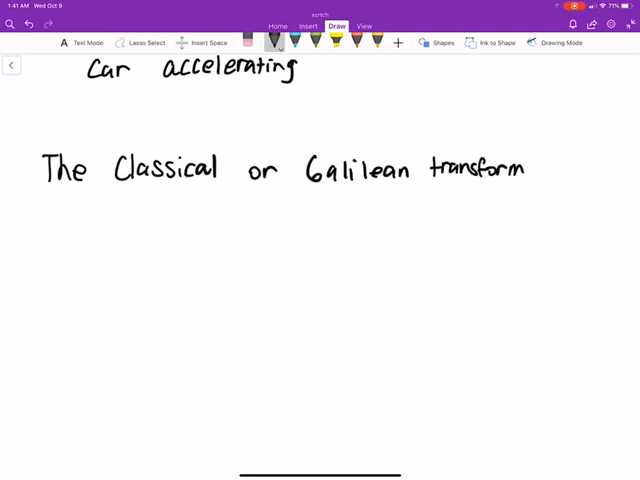 1:41 AM Wed Oct 9
71%
scrtch
Home Insert Draw View
Text Mode Lasso Select Insert Space Shapes Ink to Shape Drawing Mode
car accelerating
The Classical or Galilean transform